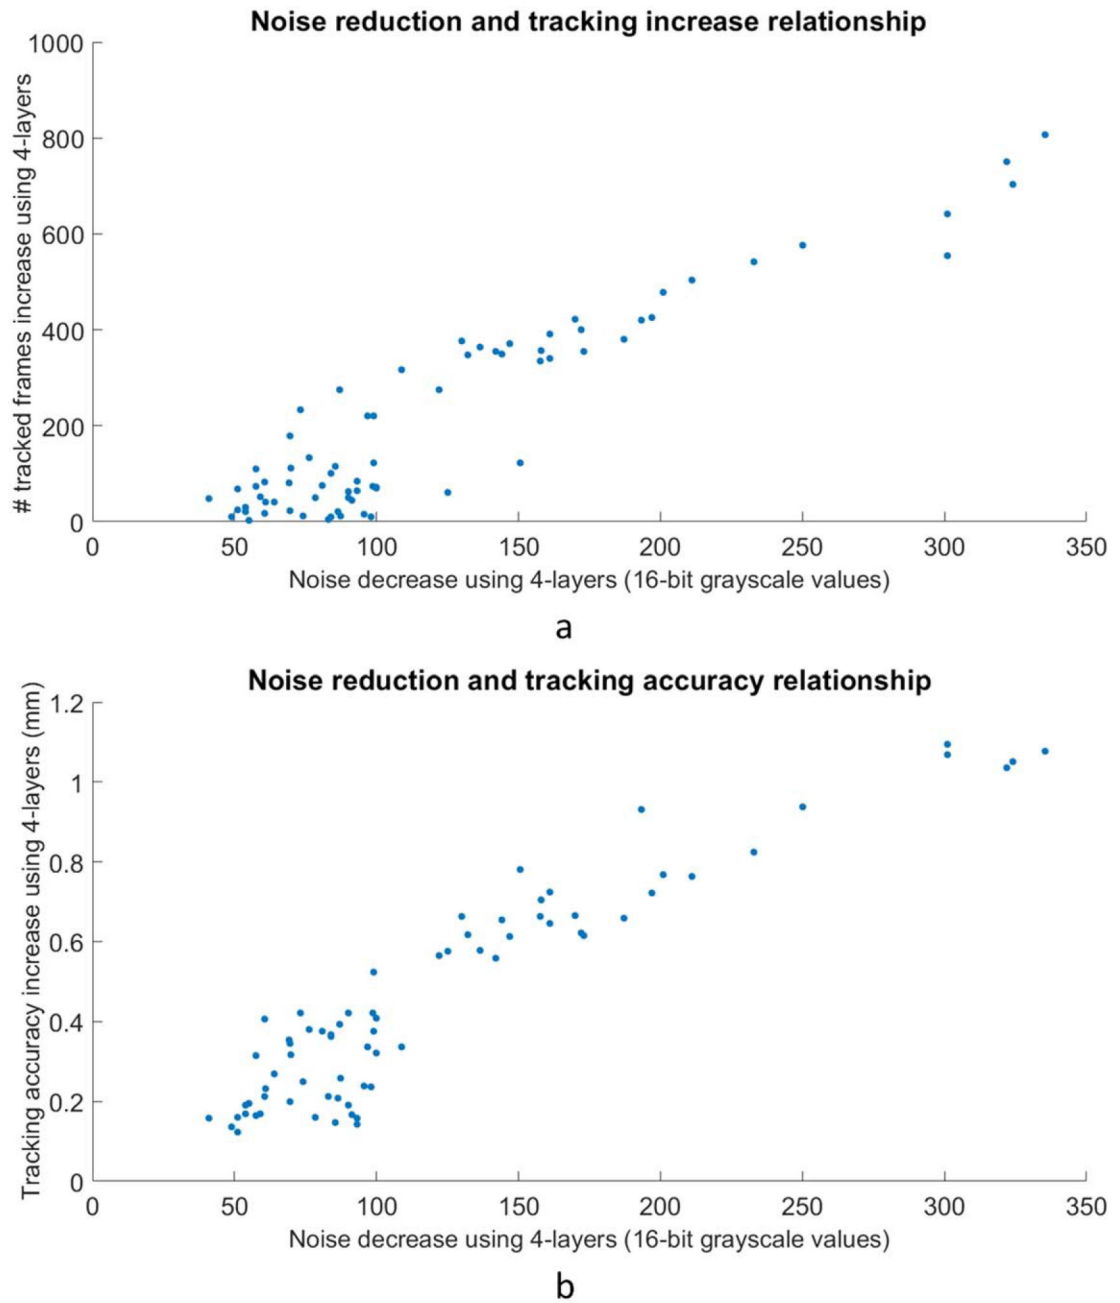 Noise reduction and tracking increase relationship
# tracked frames increase using 4-layers
1000
800
600
400
200
0
0 50 100 150 200 250 300 350
Noise decrease using 4-layers (16-bit grayscale values)
a
Noise reduction and tracking accuracy relationship
Tracking accuracy increase using 4-layers (mm)
1.2
1
0.8
0.6
0.4
0.2
0
0 50 100 150 200 250 300 350
Noise decrease using 4-layers (16-bit grayscale values)
b